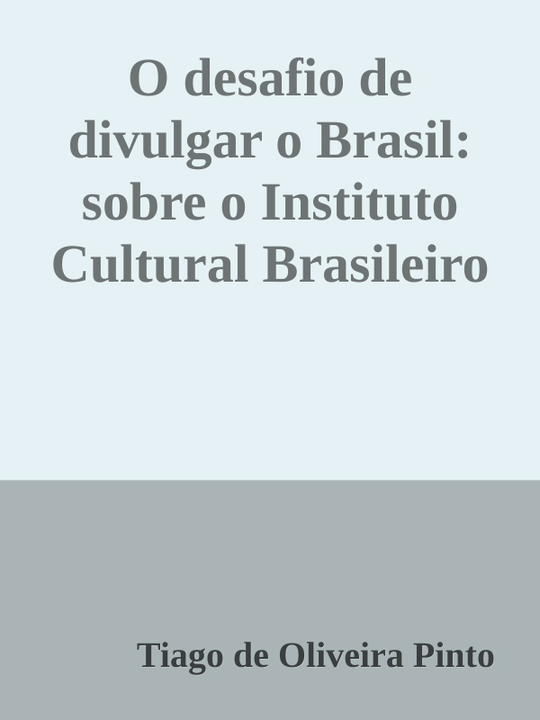 O desafio de
divulgar o Brasil:
sobre o Instituto
Cultural Brasileiro
Tiago de Oliveira Pinto